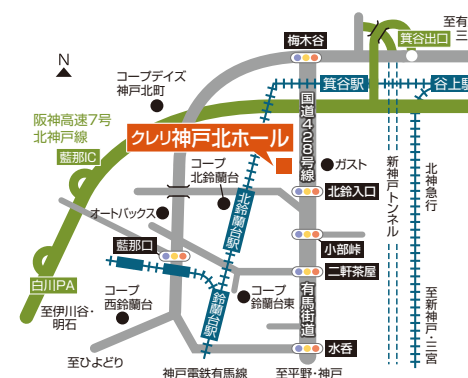 至有
三
梅木谷
箕谷出口
N
コープデイズ
神戸北町
箕谷駅
谷上駅
阪神高速7号
北神戸線
国道428号線
クレリ神戸北ホール
藍那IC
コープ
北鈴蘭台
ガスト
新神戸トンネル
北神急行
北鈴蘭台駅
北鈴入口
オートバックス
小部峠
藍那口
二軒茶屋
白川PA
コープ
西鈴蘭台
鈴蘭台駅
コープ
鈴蘭台東
有馬街道
至新神戸・三宮
至伊川谷・
明石
水呑
至ひよどり
神戸電鉄有馬線
至平野・神戸